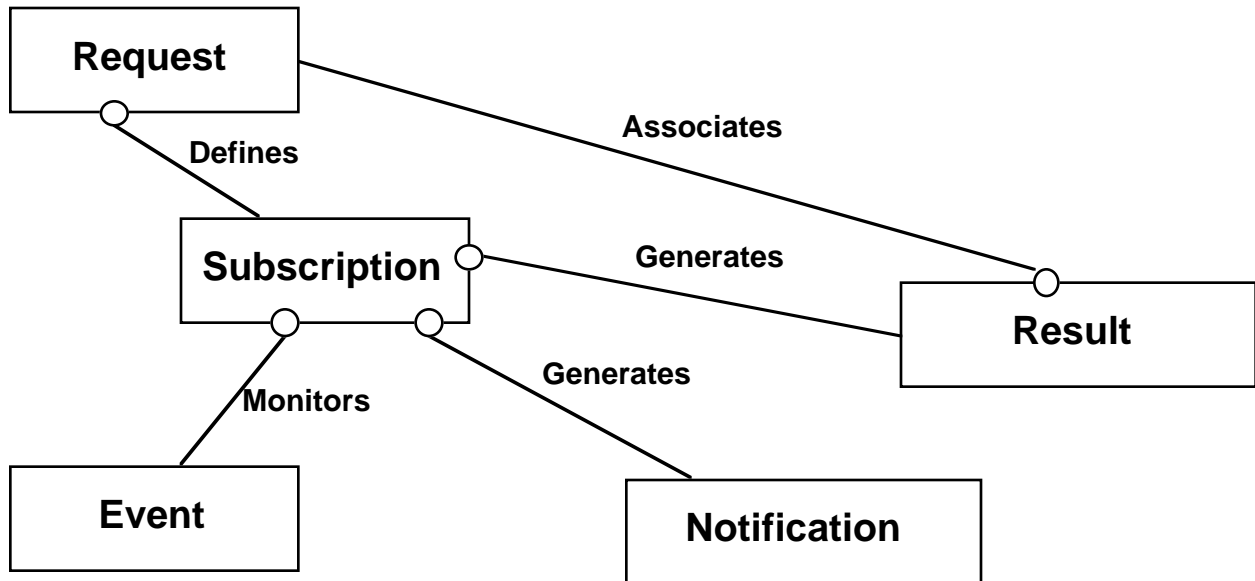 Request
Associates
Defines
Subscription
Generates
Result
Generates
Monitors
Event
Notification